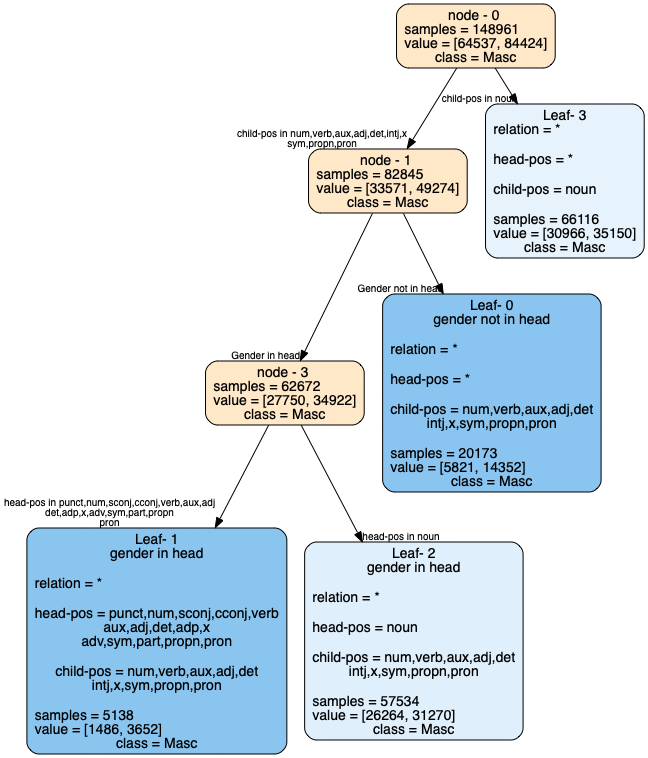 node - 0
samples = 148961
value = [64537, 84424]
class = Masc
child-pos in noun
child-pos in num,verb,aux,adj,det,intj,x
sym,propn,pron
Leaf- 3
relation = *
head-pos = *
child-pos = noun
samples = 66116
value = [30966, 35150]
class = Masc
node - 1
samples = 82845
value = [33571, 49274]
class = Masc
Gender not in head
Leaf- 0
gender not in head
relation = *
head-pos = *
child-pos = num,verb,aux,adj,det
intj,x,sym,propn,pron
samples = 20173
value = [5821, 14352]
class = Masc
Gender in head
node - 3
samples = 62672
value = [27750, 34922]
class = Masc
head-pos in punct,num,sconj,cconj,verb,aux,adj
det,adp,x,adv,sym,part,propn
pron
Leaf- 1
gender in head
relation = *
head-pos = punct,num,sconj,cconj,verb
aux,adj,det,adp,x
adv,sym,part,propn,pron
child-pos = num,verb,aux,adj,det
intj,x,sym,propn,pron
samples = 5138
value = [1486, 3652]
class = Masc
head-pos in noun
Leaf- 2
gender in head
relation = *
head-pos = noun
child-pos = num,verb,aux,adj,det
intj,x,sym,propn,pron
samples = 57534
value = [26264, 31270]
class = Masc